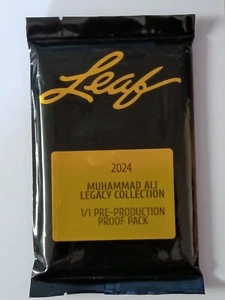 Leaf
2024
MUHAMMAD ALI
LEGACY COLLECTION
1/1 PRE-PRODUCTION
PROOF PACK